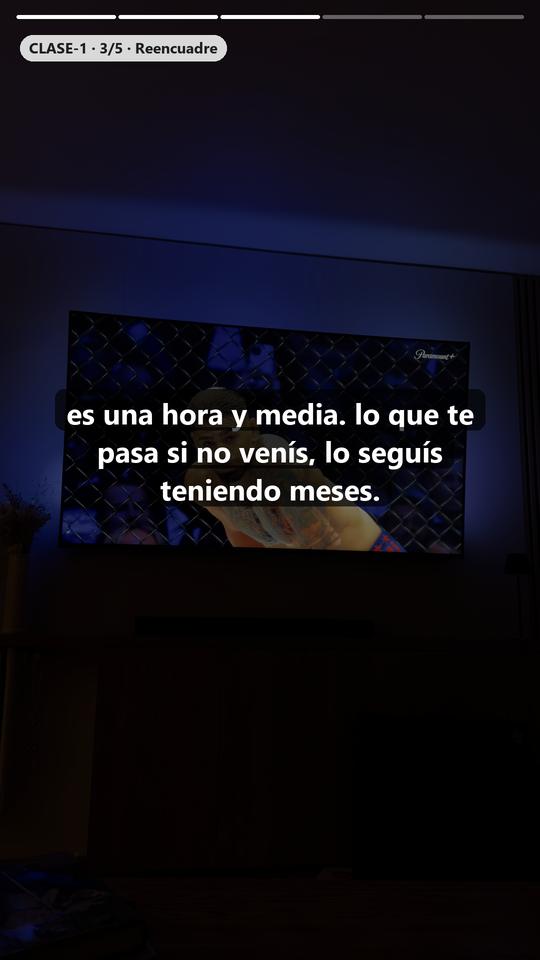 CLASE-1 · 3/5 · Reencuadre
Paramount+
es una hora y media. lo que te
pasa si no venís, lo seguís
teniendo meses.